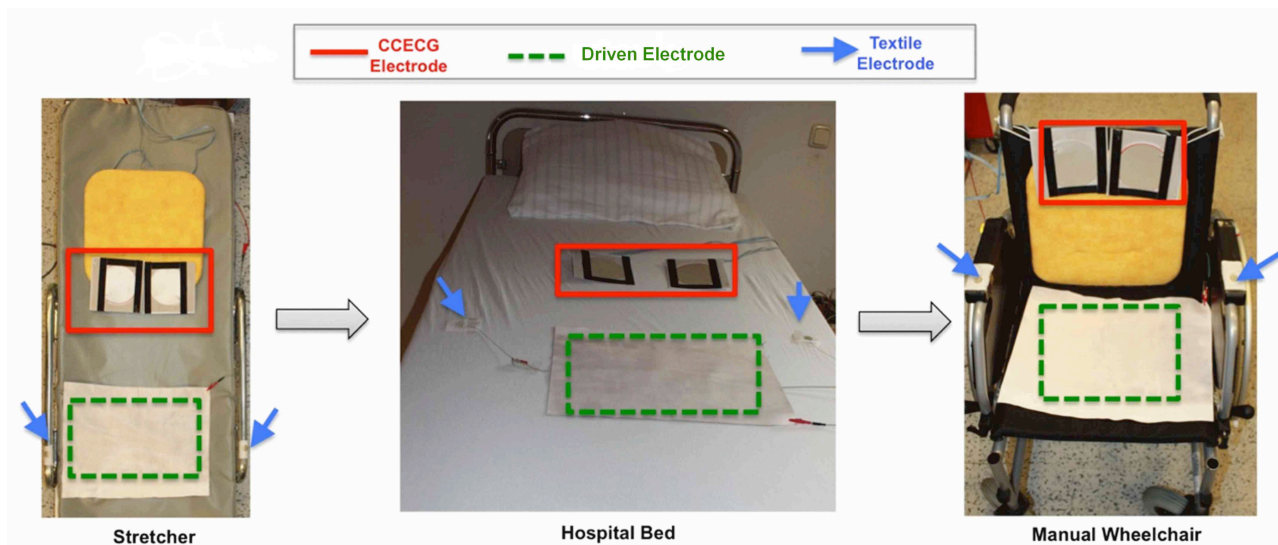 CCECG
Electrode
Driven Electrode
Textile
Electrode
Stretcher
Hospital Bed
Manual Wheelchair